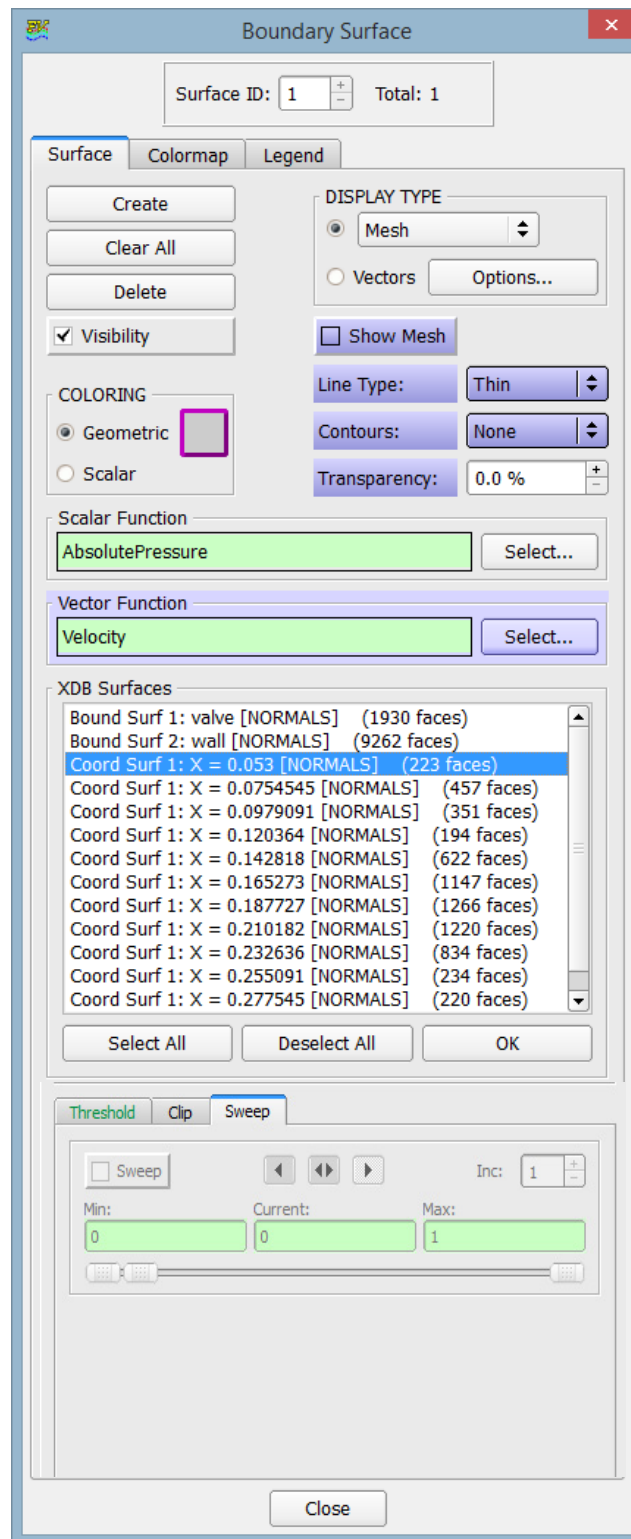 Boundary Surface
Surface ID: 1 Total: 1
Surface Colormap Legend
Create
Clear All
Delete
Visibility
DISPLAY TYPE
Mesh
Vectors Options...
Show Mesh
Line Type: Thin
Contours: None
Transparency: 0.0 %
COLORING
Geometric
Scalar
Scalar Function
AbsolutePressure Select...
Vector Function
Velocity Select...
XDB Surfaces
Bound Surf 1: valve [NORMALS] (1930 faces)
Bound Surf 2: wall [NORMALS] (9262 faces)
Coord Surf 1: X = 0.053 [NORMALS] (223 faces)
Coord Surf 1: X = 0.0754545 [NORMALS] (457 faces)
Coord Surf 1: X = 0.0979091 [NORMALS] (351 faces)
Coord Surf 1: X = 0.120364 [NORMALS] (194 faces)
Coord Surf 1: X = 0.142818 [NORMALS] (622 faces)
Coord Surf 1: X = 0.165273 [NORMALS] (1147 faces)
Coord Surf 1: X = 0.187727 [NORMALS] (1266 faces)
Coord Surf 1: X = 0.210182 [NORMALS] (1220 faces)
Coord Surf 1: X = 0.232636 [NORMALS] (834 faces)
Coord Surf 1: X = 0.255091 [NORMALS] (234 faces)
Coord Surf 1: X = 0.277545 [NORMALS] (220 faces)
Select All Deselect All OK
Threshold Clip Sweep
Sweep Inc: 1
Min: Current: Max:
0 0 1
Close